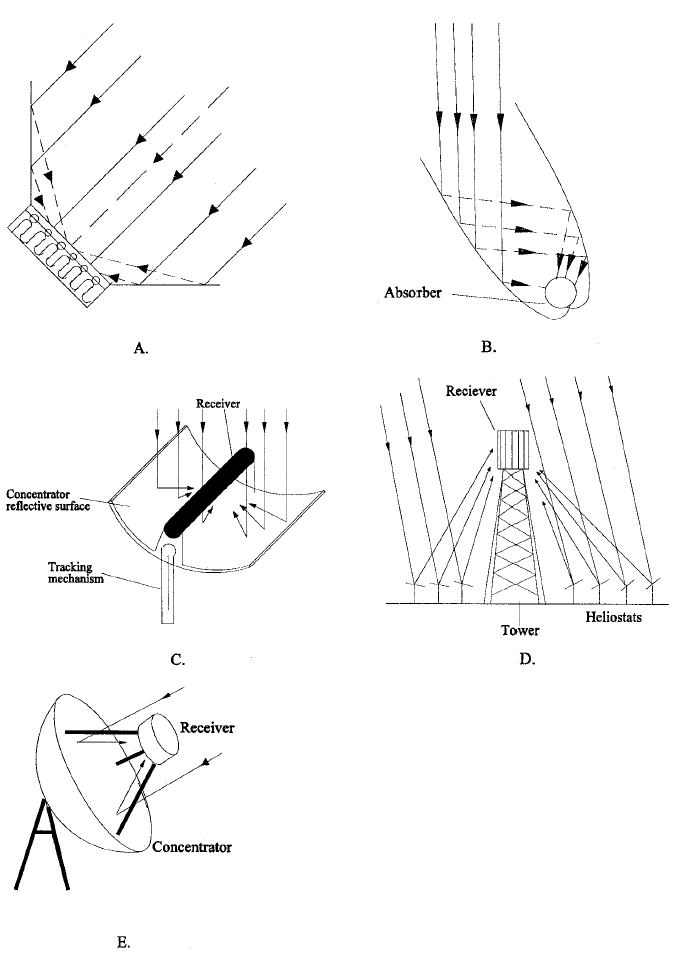 A.
Absorber
B.
Receiver
Concentrator
reflective surface
Tracking
mechanism
C.
Reciever
Heliostats
Tower
D.
Receiver
Concentrator
E.